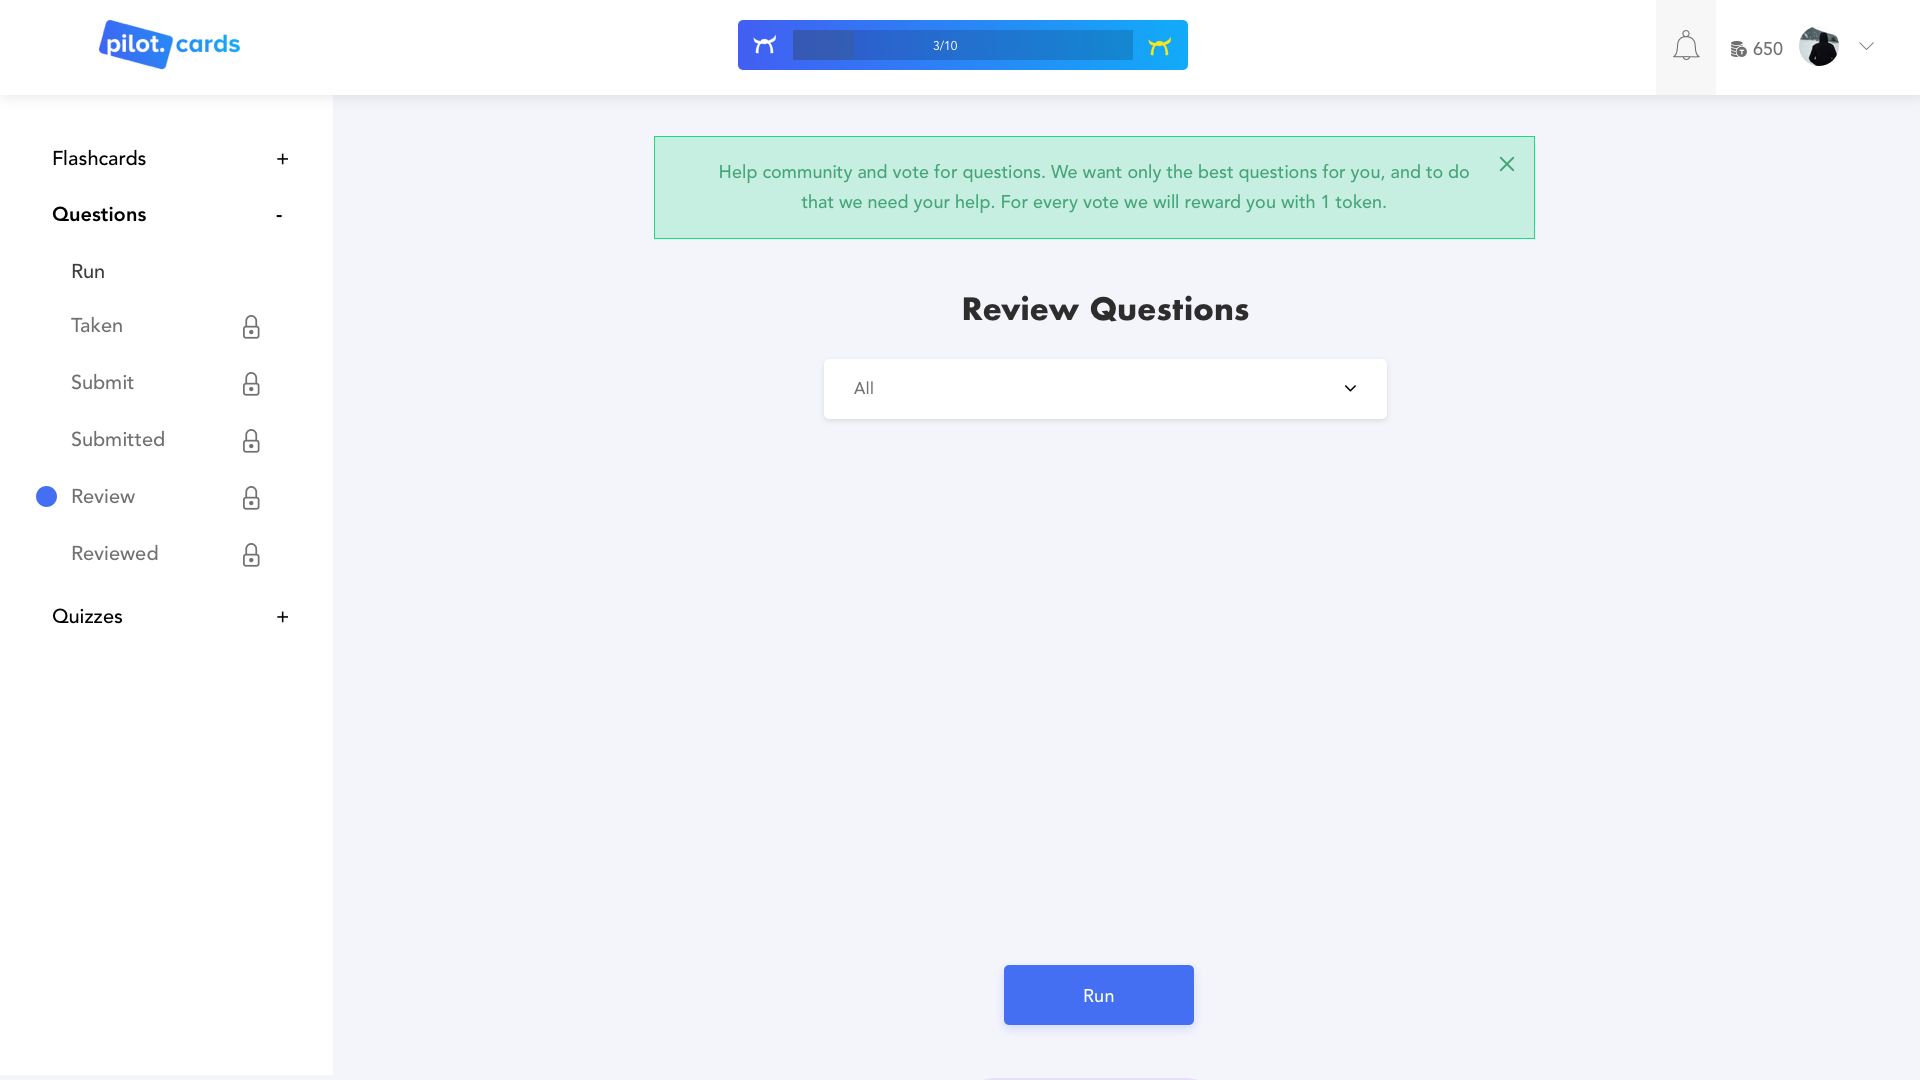 pilot. cards
3/10
650
Flashcards +
Questions -
Run
Taken
Submit
Submitted
Review
Reviewed
Quizzes +
Help community and vote for questions. We want only the best questions for you, and to do
that we need your help. For every vote we will reward you with 1 token.
Review Questions
All
Run